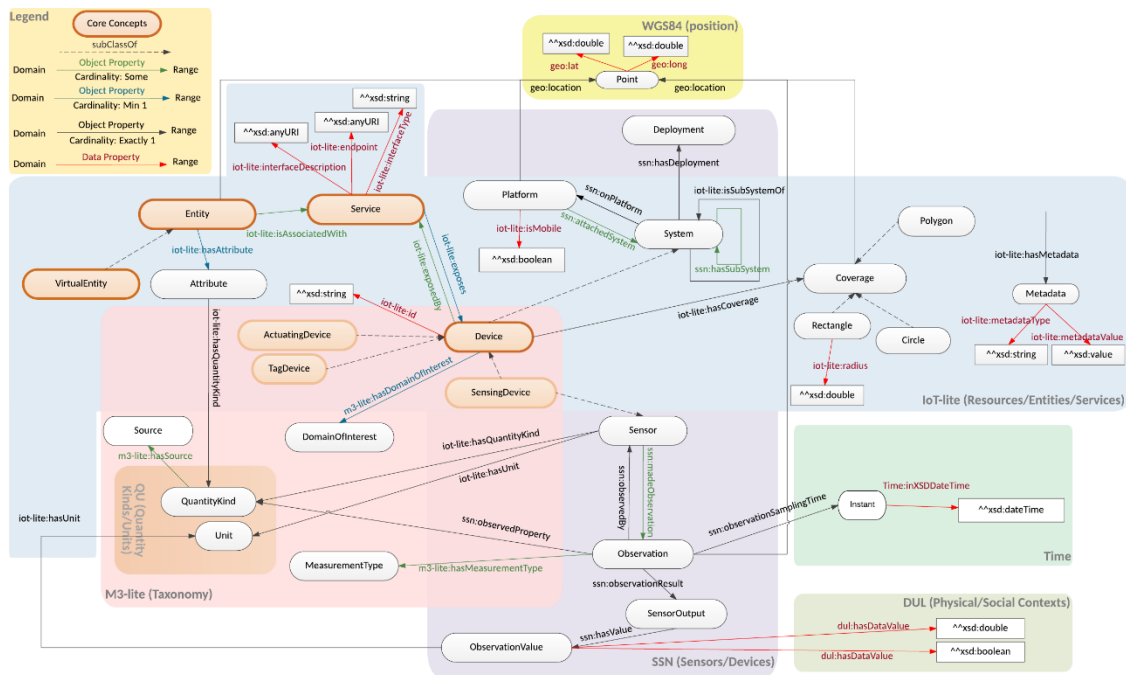 Legend
Core Concepts
subClassOf
Domain
Object Property
Range
Cardinality: Some
Domain
Object Property
Range
Cardinality: Min 1
Domain
Object Property
Range
Cardinality: Exactly 1
Domain
Data Property
Range
WGS84 (position)
^^xsd:double
^^xsd:double
geo:lat
geo:long
Point
geo:location
geo:location
^^xsd:string
^^xsd:anyURI
^^xsd:anyURI
iot-lite:endpoint
iot-lite:interfaceType
iot-lite:interfaceDescription
Deployment
ssn:hasDeployment
Platform
ssn:onPlatform
iot-lite:isSubSystemOf
Entity
Service
iot-lite:isAssociatedWith
iot-lite:isMobile
ssn:attachedSystem
System
ssn:hasSubSystem
Polygon
iot-lite:hasAttribute
^^xsd:boolean
iot-lite:hasMetadata
VirtualEntity
Attribute
iot-lite:exposedBy
iot-lite:exposes
Coverage
Metadata
^^xsd:string
iot-lite:id
iot-lite:hasCoverage
iot-lite:metadataType
iot-lite:metadataValue
ActuatingDevice
Device
Rectangle
Circle
^^xsd:string
^^xsd:value
TagDevice
iot-lite:hasQuantityKind
iot-lite:radius
m3-lite:hasDomainOfInterest
SensingDevice
^^xsd:double
IoT-lite (Resources/Entities/Services)
Source
DomainOfInterest
Sensor
iot-lite:hasQuantityKind
m3-lite:hasSource
iot-lite:hasUnit
QU (Quantity
Kinds/Units)
QuantityKind
ssn:observedBy
ssn:madeObservation
Time:inXSDDateTime
Instant
^^xsd:dateTime
iot-lite:hasUnit
Unit
ssn:observedProperty
ssn:observationSamplingTime
Observation
Time
MeasurementType
m3-lite:hasMeasurementType
ssn:observationResult
M3-lite (Taxonomy)
SensorOutput
DUL (Physical/Social Contexts)
ssn:hasValue
dul:hasDataValue
^^xsd:double
ObservationValue
dul:hasDataValue
^^xsd:boolean
SSN (Sensors/Devices)